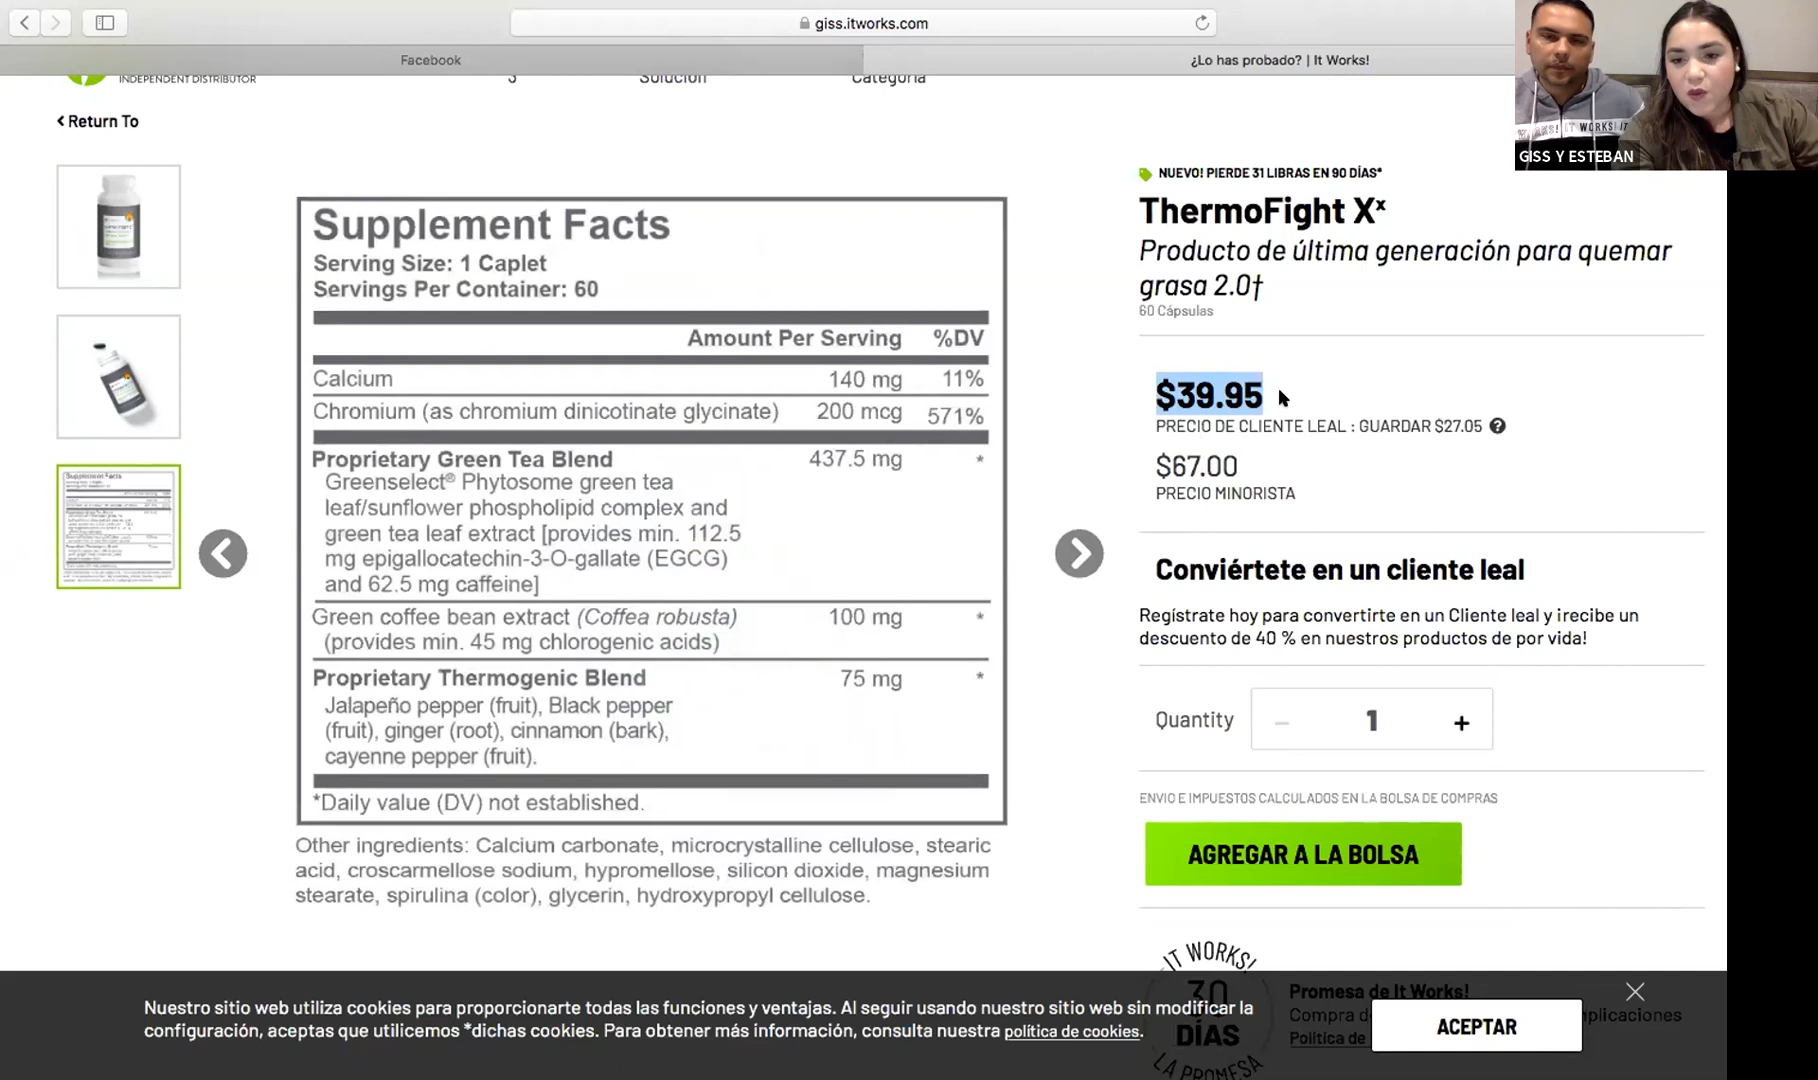 giss.itworks.com
Facebook
¿Lo has probado? | It Works!
INDEPENDENT DISTRIBUTOR
Solución
Categoría
GISS Y ESTEBAN
Return To
Supplement Facts
Serving Size: 1 Caplet
Servings Per Container: 60
Amount Per Serving %DV
Calcium 140 mg 11%
Chromium (as chromium dinicotinate glycinate) 200 mcg 571%
Proprietary Green Tea Blend 437.5 mg *
Greenselect® Phytosome green tea
leaf/sunflower phospholipid complex and
green tea leaf extract [provides min. 112.5
mg epigallocatechin-3-O-gallate (EGCG)
and 62.5 mg caffeine]
Green coffee bean extract (Coffea robusta) 100 mg *
(provides min. 45 mg chlorogenic acids)
Proprietary Thermogenic Blend 75 mg *
Jalapeño pepper (fruit), Black pepper
(fruit), ginger (root), cinnamon (bark),
cayenne pepper (fruit).
*Daily value (DV) not established.
Other ingredients: Calcium carbonate, microcrystalline cellulose, stearic
acid, croscarmellose sodium, hypromellose, silicon dioxide, magnesium
stearate, spirulina (color), glycerin, hydroxypropyl cellulose.
NUEVO! PIERDE 31 LIBRAS EN 90 DÍAS*
ThermoFight Xˣ
Producto de última generación para quemar
grasa 2.0†
60 Cápsulas
$39.95
PRECIO DE CLIENTE LEAL : GUARDAR $27.05 ?
$67.00
PRECIO MINORISTA
Conviértete en un cliente leal
Regístrate hoy para convertirte en un Cliente leal y ¡recibe un
descuento de 40 % en nuestros productos de por vida!
Quantity − 1 +
ENVIO E IMPUESTOS CALCULADOS EN LA BOLSA DE COMPRAS
AGREGAR A LA BOLSA
IT WORKS!
30
DÍAS
LA PROMESA
Promesa de It Works!
Compra
Politica de
Nuestro sitio web utiliza cookies para proporcionarte todas las funciones y ventajas. Al seguir usando nuestro sitio web sin modificar la
configuración, aceptas que utilicemos *dichas cookies. Para obtener más información, consulta nuestra política de cookies.
ACEPTAR